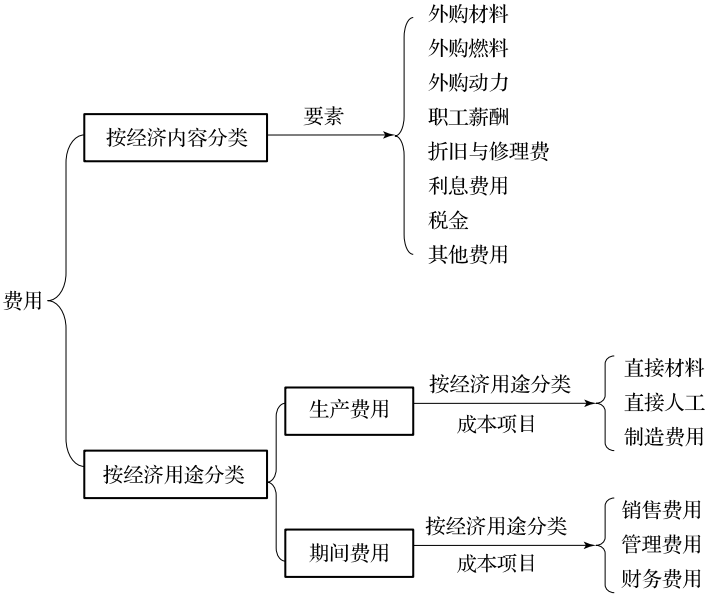 费用
按经济内容分类
要素
外购材料
外购燃料
外购动力
职工薪酬
折旧与修理费
利息费用
税金
其他费用
按经济用途分类
生产费用
按经济用途分类
成本项目
直接材料
直接人工
制造费用
期间费用
按经济用途分类
成本项目
销售费用
管理费用
财务费用